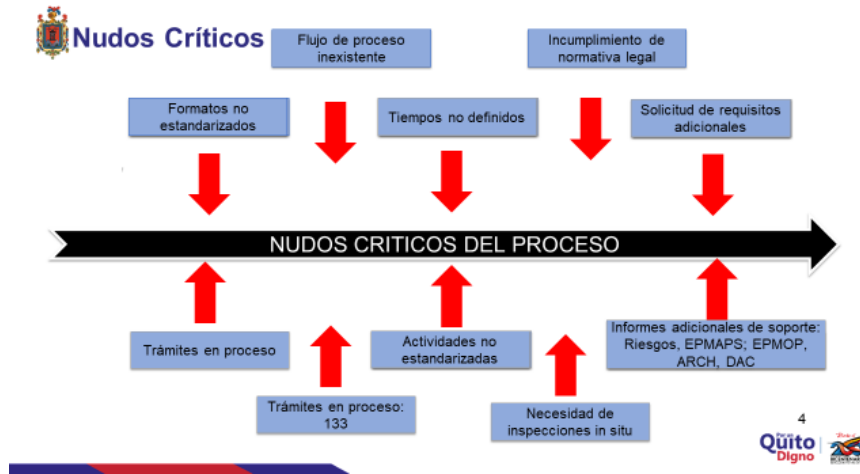 Nudos Críticos
Flujo de proceso
inexistente
Incumplimiento de
normativa legal
Formatos no
estandarizados
Tiempos no definidos
Solicitud de requisitos
adicionales
NUDOS CRITICOS DEL PROCESO
Trámites en proceso
Actividades no
estandarizadas
Informes adicionales de soporte:
Riesgos, EPMAPS; EPMOP,
ARCH, DAC
Trámites en proceso:
133
Necesidad de
inspecciones in situ
4
Quito
Digno